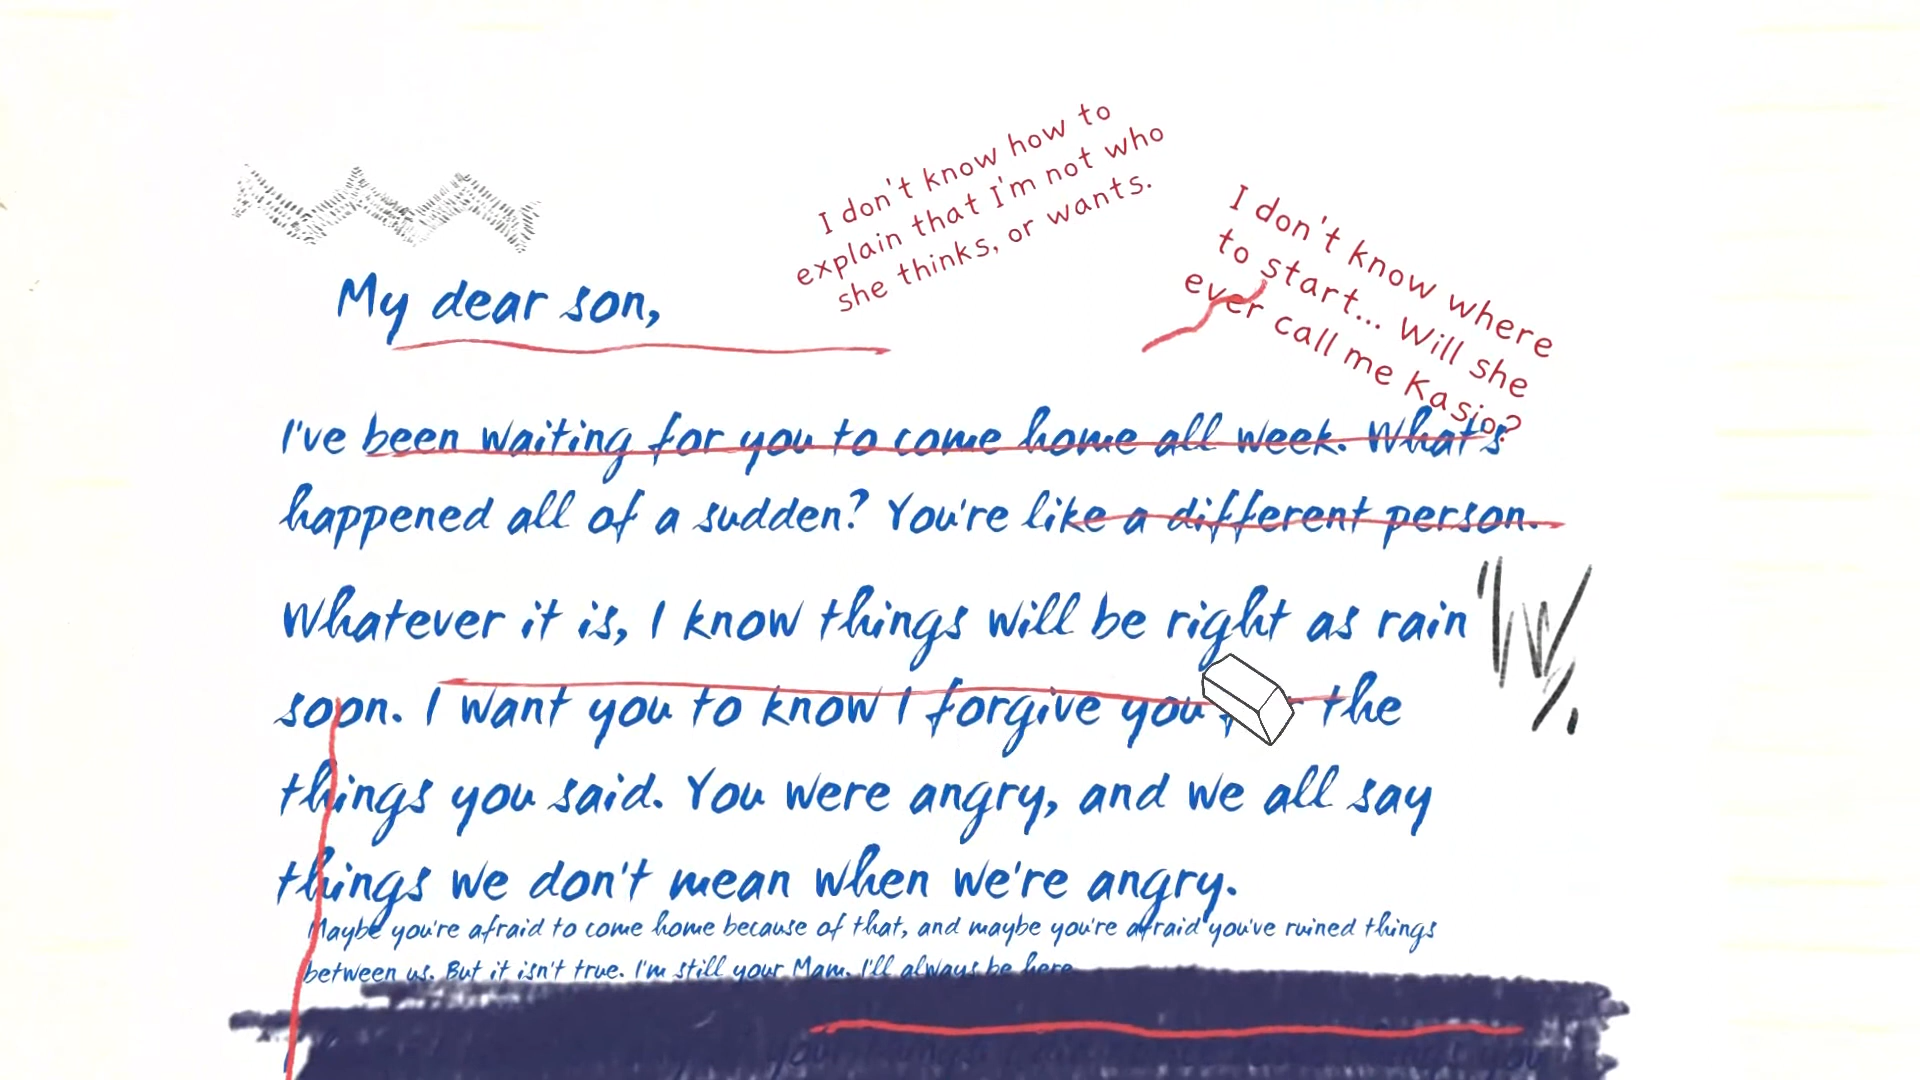 I don't know how to
explain that I'm not who
she thinks, or wants.
I don't know where
to start... Will she
ever call me Kasio?
My dear son,
I've been waiting for you to come home all week. What's
happened all of a sudden? You're like a different person.
Whatever it is, I know things will be right as rain
soon. I want you to know I forgive you the
things you said. You were angry, and we all say
things we don't mean when we're angry.
Maybe you're afraid to come home because of that, and maybe you're afraid you've ruined things
between us. But it isn't true. I'm still your Mam. I'll always be here